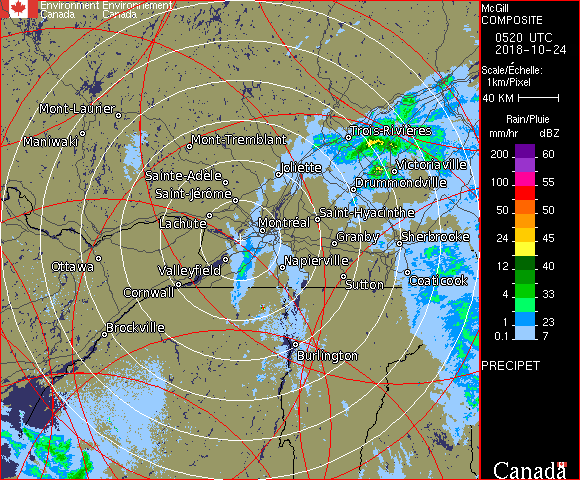 Environment Environnement
Canada Canada
McGill
COMPOSITE
0520 UTC
2018-10-24
Scale/Échelle:
1km/Pixel
40 KM
Rain/Pluie
mm/hr dBZ
200 60
100 55
50 50
24 45
12 40
4 33
1 23
0.1 7
PRECIPET
Canada
Mont-Laurier
Maniwaki
Mont-Tremblant
Trois-Rivières
Sainte-Adèle
Joliette
Victoriaville
Saint-Jérôme
Drummondville
Lachute
Montréal
Saint-Hyacinthe
Ottawa
Valleyfield
Napierville
Granby
Sherbrooke
Cornwall
Sutton
Coaticook
Brockville
Burlington